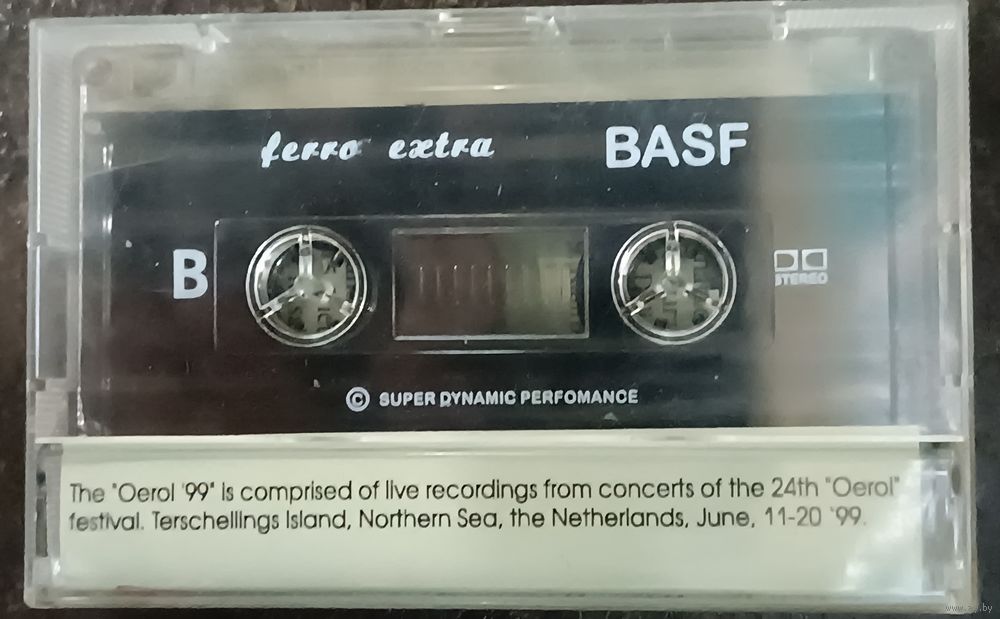 ferro extra BASF
B
STEREO
© SUPER DYNAMIC PERFOMANCE
The "Oerol '99" is comprised of live recordings from concerts of the 24th "Oerol"
festival. Terschellings Island, Northern Sea, the Netherlands, June, 11-20 '99.